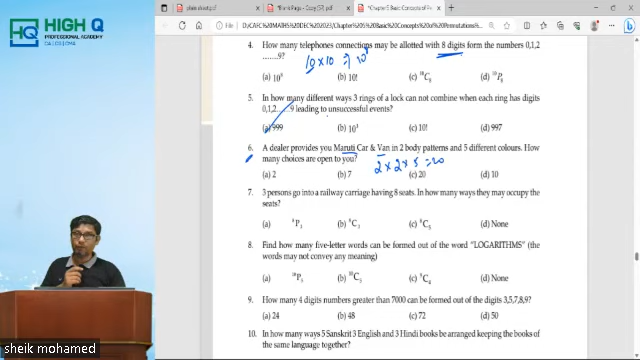 HIGH Q
PROFESSIONAL ACADEMY
CA | CS | CMA
4. How many telephones connections may be allotted with 8 digits form the numbers 0,1,2
........9?
10 × 10 ⇒ 10⁸
(a) 10⁸ (b) 10! (c) ¹⁰C₈ (d) ¹⁰P₈
5. In how many different ways 3 rings of a lock can not combine when each ring has digits
0,1,2........9 leading to unsuccessful events?
(a) 999 (b) 10³ (c) 10! (d) 997
6. A dealer provides you Maruti Car & Van in 2 body patterns and 5 different colours. How
many choices are open to you?
2 × 2 × 5 = 20
(a) 2 (b) 7 (c) 20 (d) 10
7. 3 persons go into a railway carriage having 8 seats. In how many ways they may occupy the
seats?
(a) ⁸P₃ (b) ⁸C₃ (c) ⁸C₅ (d) None
8. Find how many five-letter words can be formed out of the word "LOGARITHMS" (the
words may not convey any meaning)
(a) ¹⁰P₅ (b) ¹⁰C₅ (c) ⁹C₄ (d) None
9. How many 4 digits numbers greater than 7000 can be formed out of the digits 3,5,7,8,9?
(a) 24 (b) 48 (c) 72 (d) 50
10. In how many ways 5 Sanskrit 3 English and 3 Hindi books be arranged keeping the books of
the same language together?
sheik mohamed